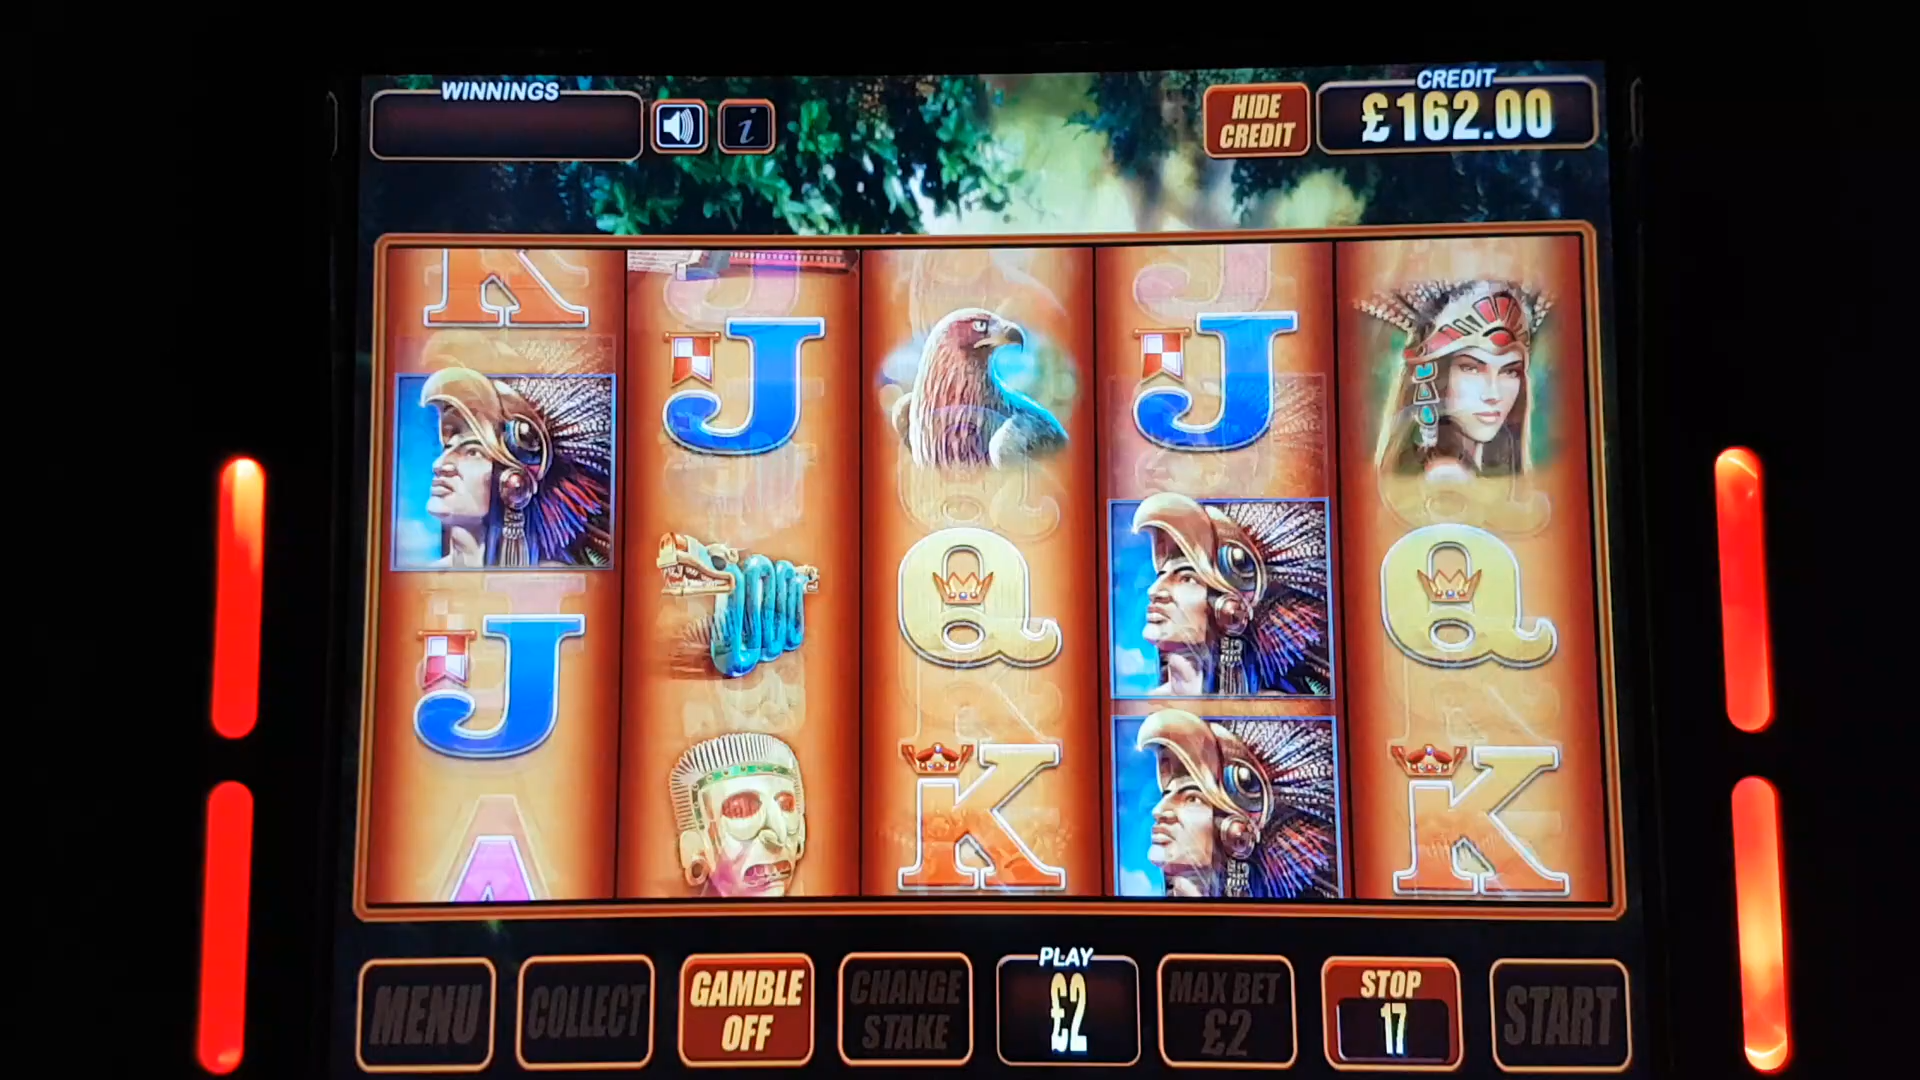 WINNINGS
i
HIDE
CREDIT
CREDIT
£162.00
K
J
J
Q
Q
J
K
K
A
MENU
COLLECT
GAMBLE
OFF
CHANGE
STAKE
PLAY
£2
MAX BET
£2
STOP
17
START